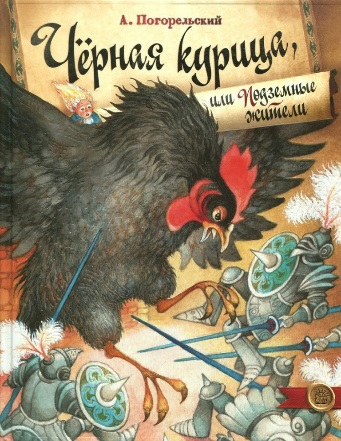 А. Погорельский
Чёрная курица,
или Подземные
жители